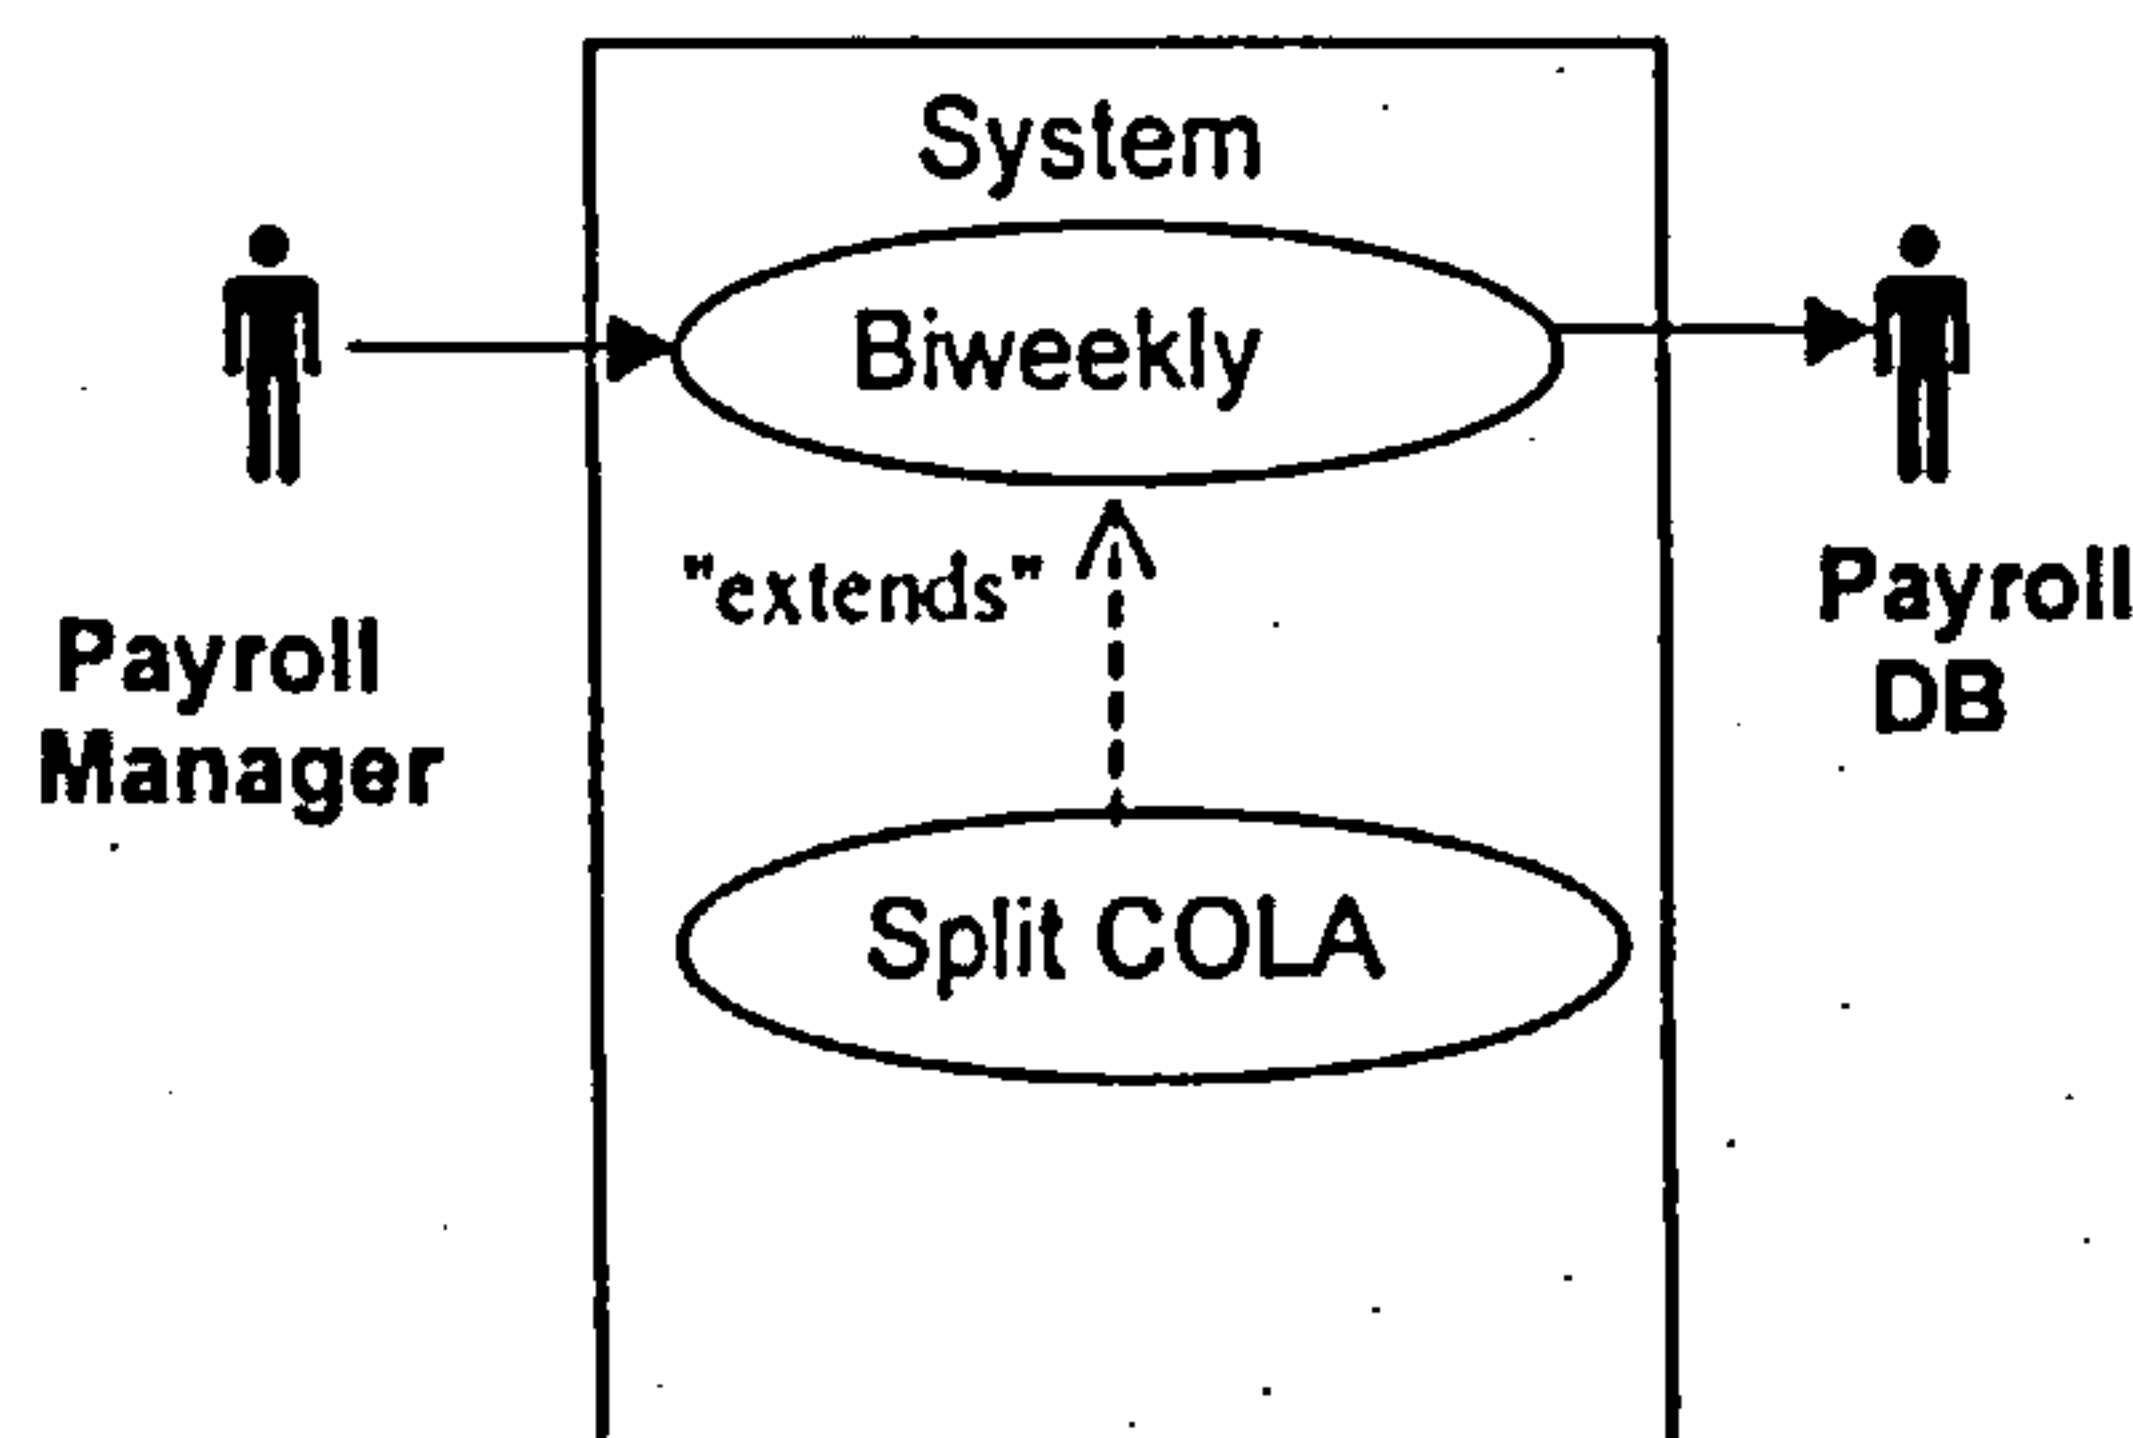 System
Biweekly
"extends"
Payroll
Manager
Payroll
DB
Split COLA